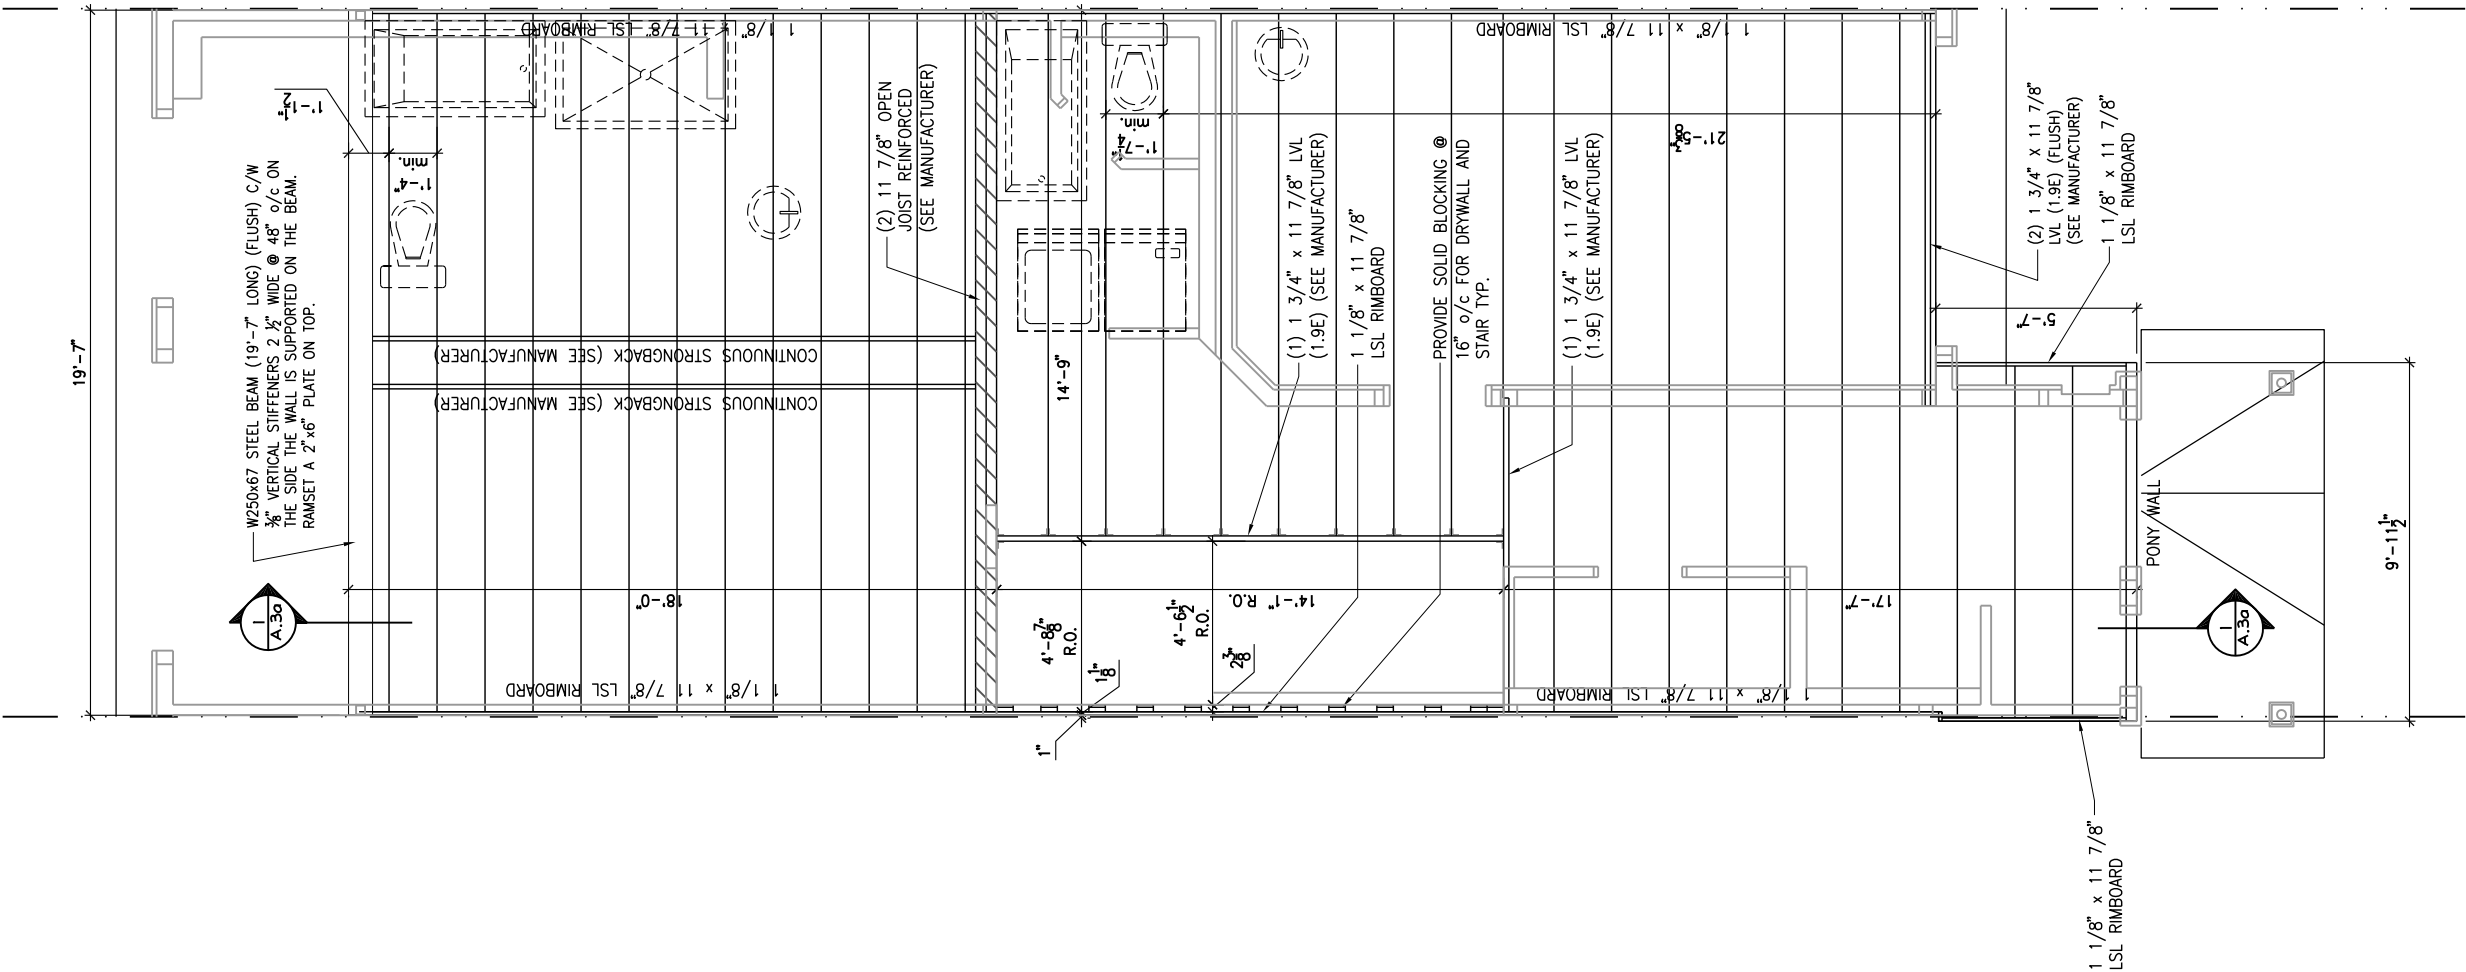 19'-7"
W250x67 STEEL BEAM (19'-7" LONG) (FLUSH) C/W
⅜" VERTICAL STIFFENERS 2 ½" WIDE @ 48" o/c ON
THE SIDE THE WALL IS SUPPORTED ON THE BEAM.
RAMSET A 2"x6" PLATE ON TOP.
1'-1½"
1'-4"
min.
1 1/8" x 11 7/8" LSL RIMBOARD
CONTINUOUS STRONGBACK (SEE MANUFACTURER)
CONTINUOUS STRONGBACK (SEE MANUFACTURER)
(2) 11 7/8" OPEN
JOIST REINFORCED
(SEE MANUFACTURER)
1
A.3a
18'-0"
1 1/8" x 11 7/8" LSL RIMBOARD
14'-9"
4'-8⅞"
R.O.
1⅛"
1"
4'-6½"
R.O.
2⅜"
14'-1" R.O.
1'-7¼"
min.
1 1/8" x 11 7/8" LSL RIMBOARD
(1) 1 3/4" x 11 7/8" LVL
(1.9E) (SEE MANUFACTURER)
1 1/8" x 11 7/8"
LSL RIMBOARD
PROVIDE SOLID BLOCKING @
16" o/c FOR DRYWALL AND
STAIR TYP.
(1) 1 3/4" x 11 7/8" LVL
(1.9E) (SEE MANUFACTURER)
21'-5⅜"
17'-7"
1 1/8" x 11 7/8" LSL RIMBOARD
(2) 1 3/4" x 11 7/8"
LVL (1.9E) (FLUSH)
(SEE MANUFACTURER)
1 1/8" x 11 7/8"
LSL RIMBOARD
5'-7"
PONY WALL
1
A.3a
9'-11½"
1 1/8" x 11 7/8"
LSL RIMBOARD